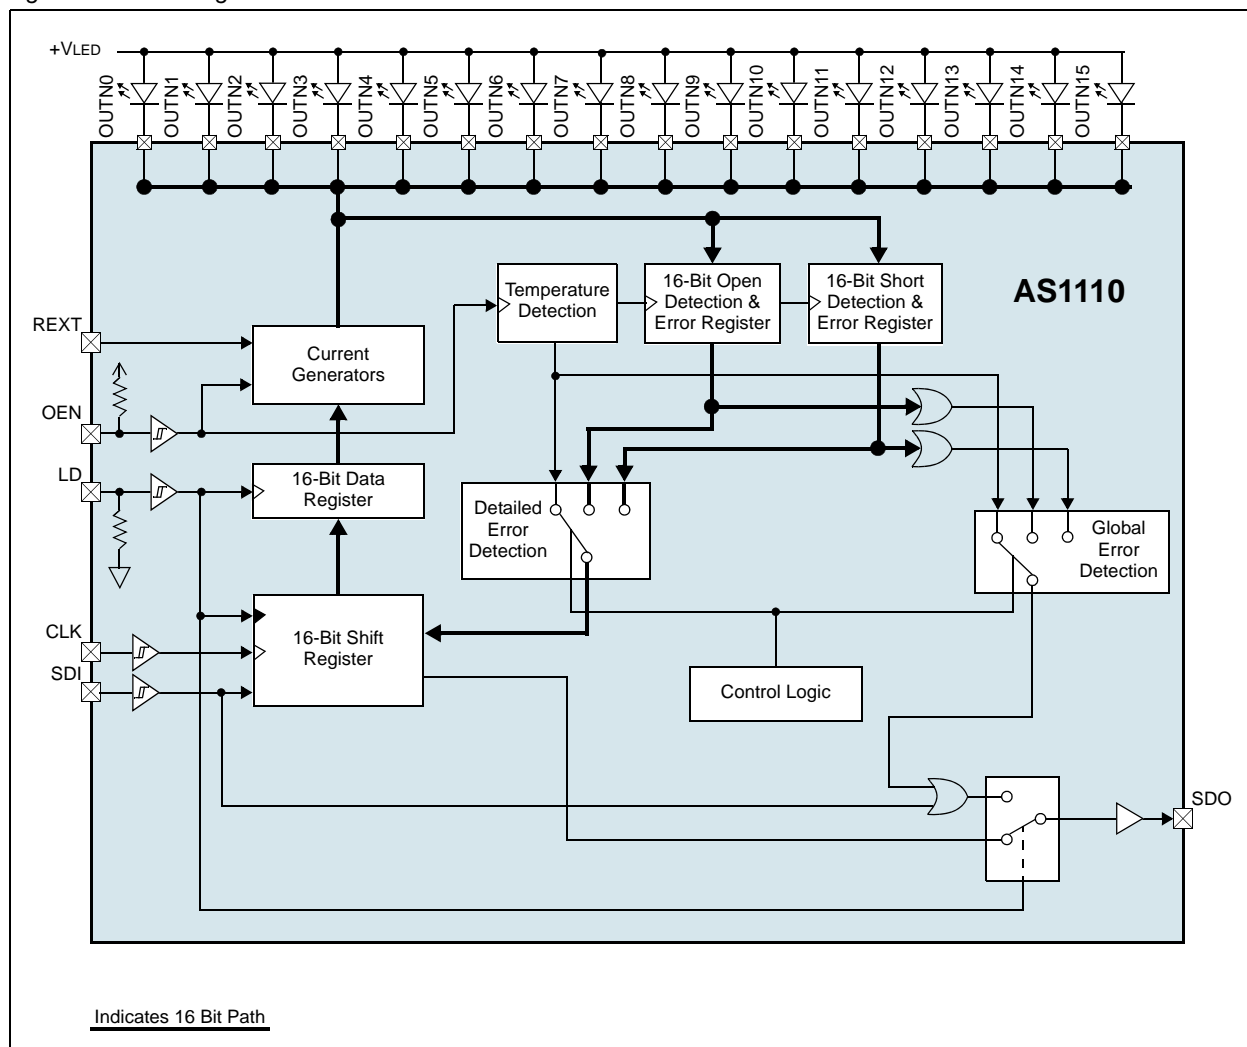 +VLED
OUTN0
OUTN1
OUTN2
OUTN3
OUTN4
OUTN5
OUTN6
OUTN7
OUTN8
OUTN9
OUTN10
OUTN11
OUTN12
OUTN13
OUTN14
OUTN15
Temperature
Detection
16-Bit Open
Detection &
Error Register
16-Bit Short
Detection &
Error Register
AS1110
REXT
Current
Generators
OEN
LD
16-Bit Data
Register
Detailed
Error
Detection
Global
Error
Detection
CLK
SDI
16-Bit Shift
Register
Control Logic
SDO
Indicates 16 Bit Path